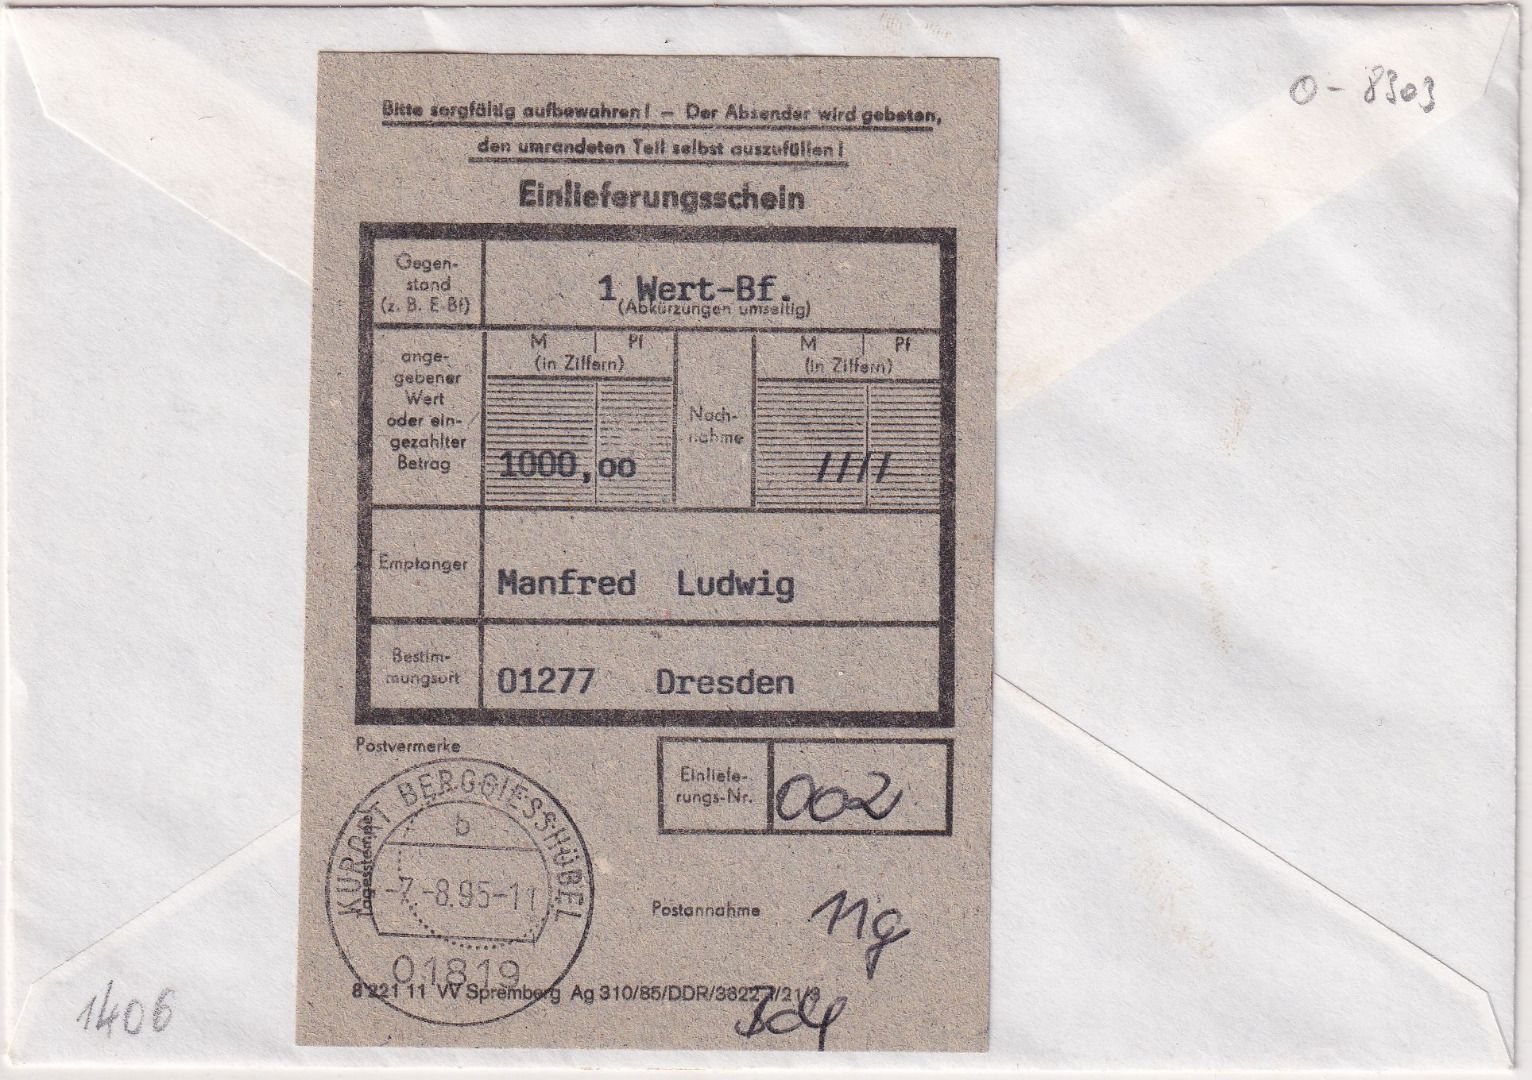 O - 8303
Bitte sorgfältig aufbewahren! — Der Absender wird gebeten,
den umrandeten Teil selbst auszufüllen!
Einlieferungsschein
Gegen-
stand
(z. B. E-Bf)
1 Wert-Bf.
(Abkürzungen umseitig)
ange-
gebener
Wert
oder ein-
gezahlter
Betrag
M | Pf
(in Ziffern)
1000,oo
Nach-
nahme
M | Pf
(in Ziffern)
////
Empfänger
Manfred Ludwig
Bestim-
mungsort
01277 Dresden
Postvermerke
Einliefe-
rungs-Nr.
002
KURORT BERGGIESSHÜBEL
b
Tagesstempel
-7.-8.95-11
01819
Postannahme
11g
8 221 11 VV Spremberg Ag 310/85/DDR/3822
1406